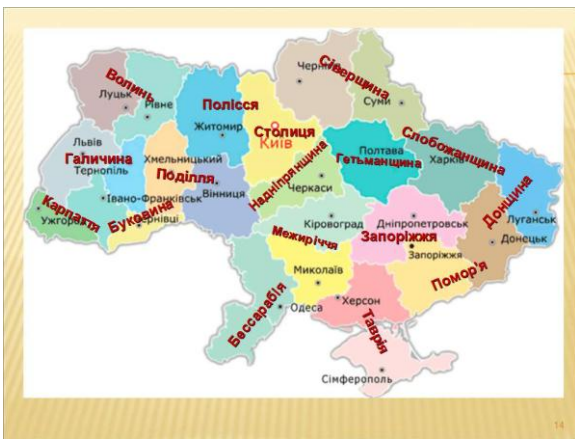 Чернігів
Сіверщина
Волинь
Луцьк
Рівне
Полісся
Суми
Житомир
Столиця
Київ
Слобожанщина
Львів
Полтава
Харків
Галичина
Хмельницький
Гетьманщина
Тернопіль
Поділля
Надніпрянщина
Вінниця
Черкаси
Донщина
Карпаття
Івано-Франківськ
Ужгород
Буковина
Чернівці
Кіровоград
Дніпропетровськ
Луганськ
Межиріччя
Запоріжжя
Донецьк
Запоріжжя
Миколаїв
Помор'я
Бессарабія
Одеса
Херсон
Таврія
Сімферополь
14